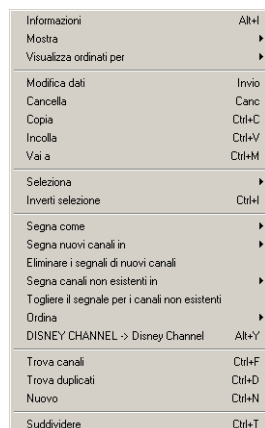 Informazioni Alt+I
Mostra
Visualizza ordinati per
Modifica dati Invio
Cancella Canc
Copia Ctrl+C
Incolla Ctrl+V
Vai a Ctrl+M
Seleziona
Inverti selezione Ctrl+I
Segna come
Segna nuovi canali in
Eliminare i segnali di nuovi canali
Segna canali non esistenti in
Togliere il segnale per i canali non esistenti
Ordina
DISNEY CHANNEL -> Disney Channel Alt+Y
Trova canali Ctrl+F
Trova duplicati Ctrl+D
Nuovo Ctrl+N
Suddividere Ctrl+T